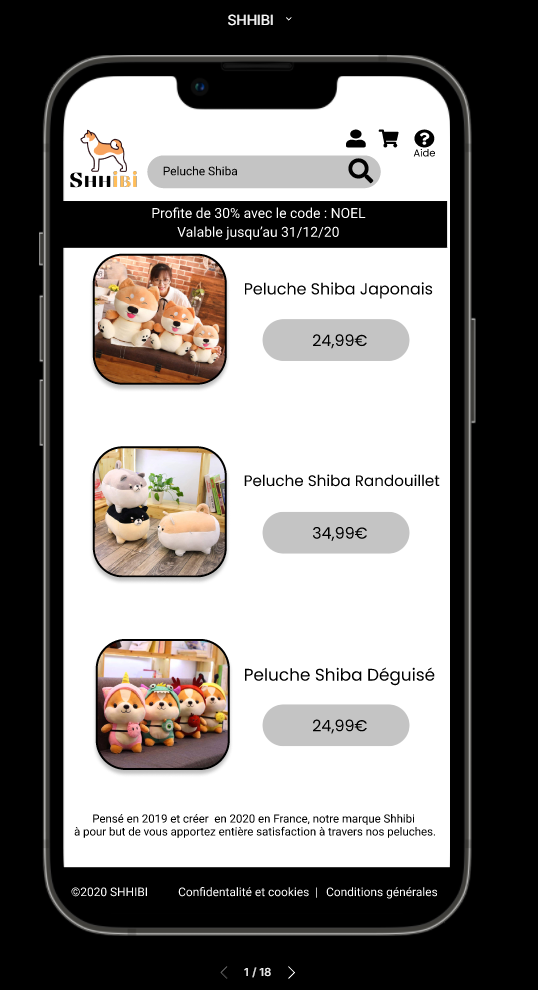 SHHIBI
SHHIBI
Aide
Peluche Shiba
Profite de 30% avec le code : NOEL
Valable jusqu’au 31/12/20
Peluche Shiba Japonais
24,99€
Peluche Shiba Randouillet
34,99€
Peluche Shiba Déguisé
24,99€
Pensé en 2019 et créer en 2020 en France, notre marque Shhibi
à pour but de vous apportez entière satisfaction à travers nos peluches.
©2020 SHHIBI Confidentalité et cookies | Conditions générales
1 / 18